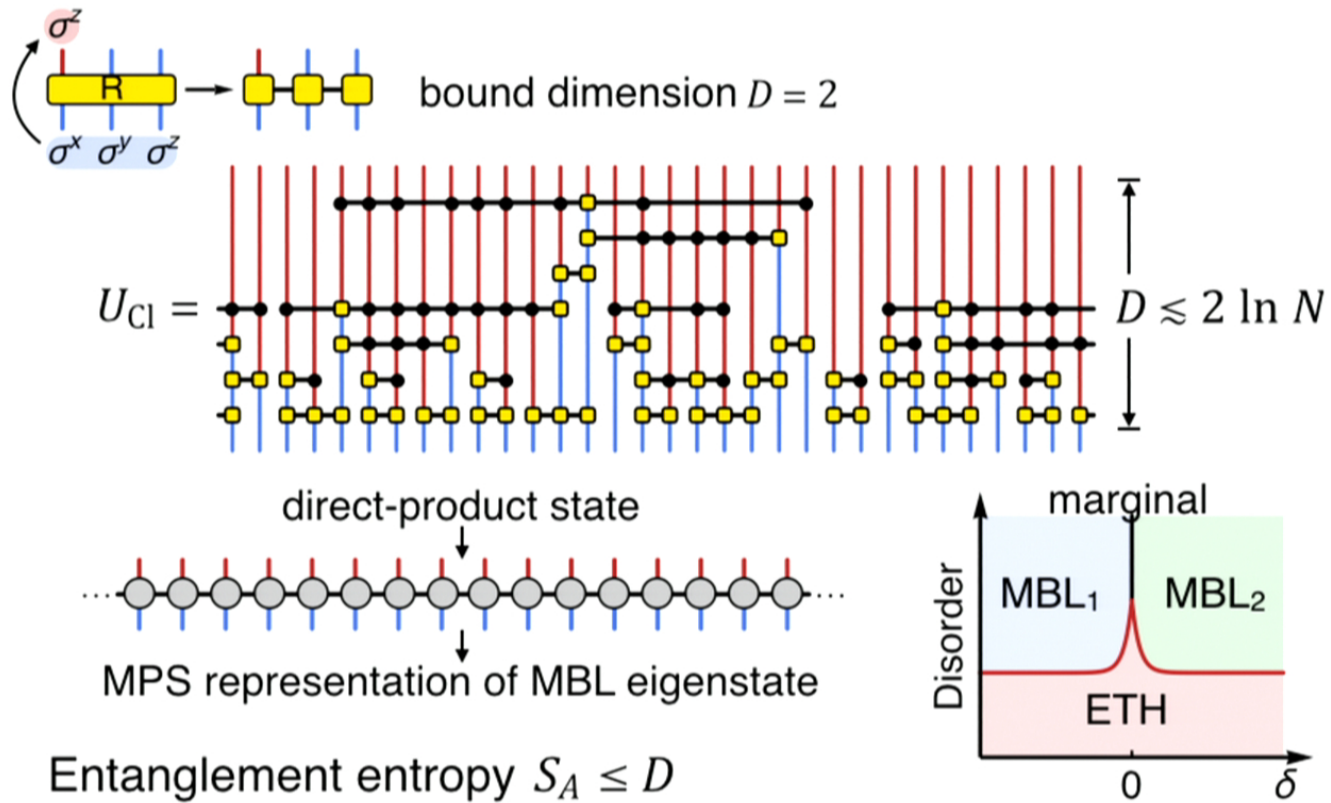 σᶻ
R
σˣ σʸ σᶻ
bound dimension D = 2
U_Cl =
D ≲ 2 ln N
direct-product state
MPS representation of MBL eigenstate
Entanglement entropy S_A ≤ D
marginal
Disorder
MBL₁
MBL₂
ETH
0
δ